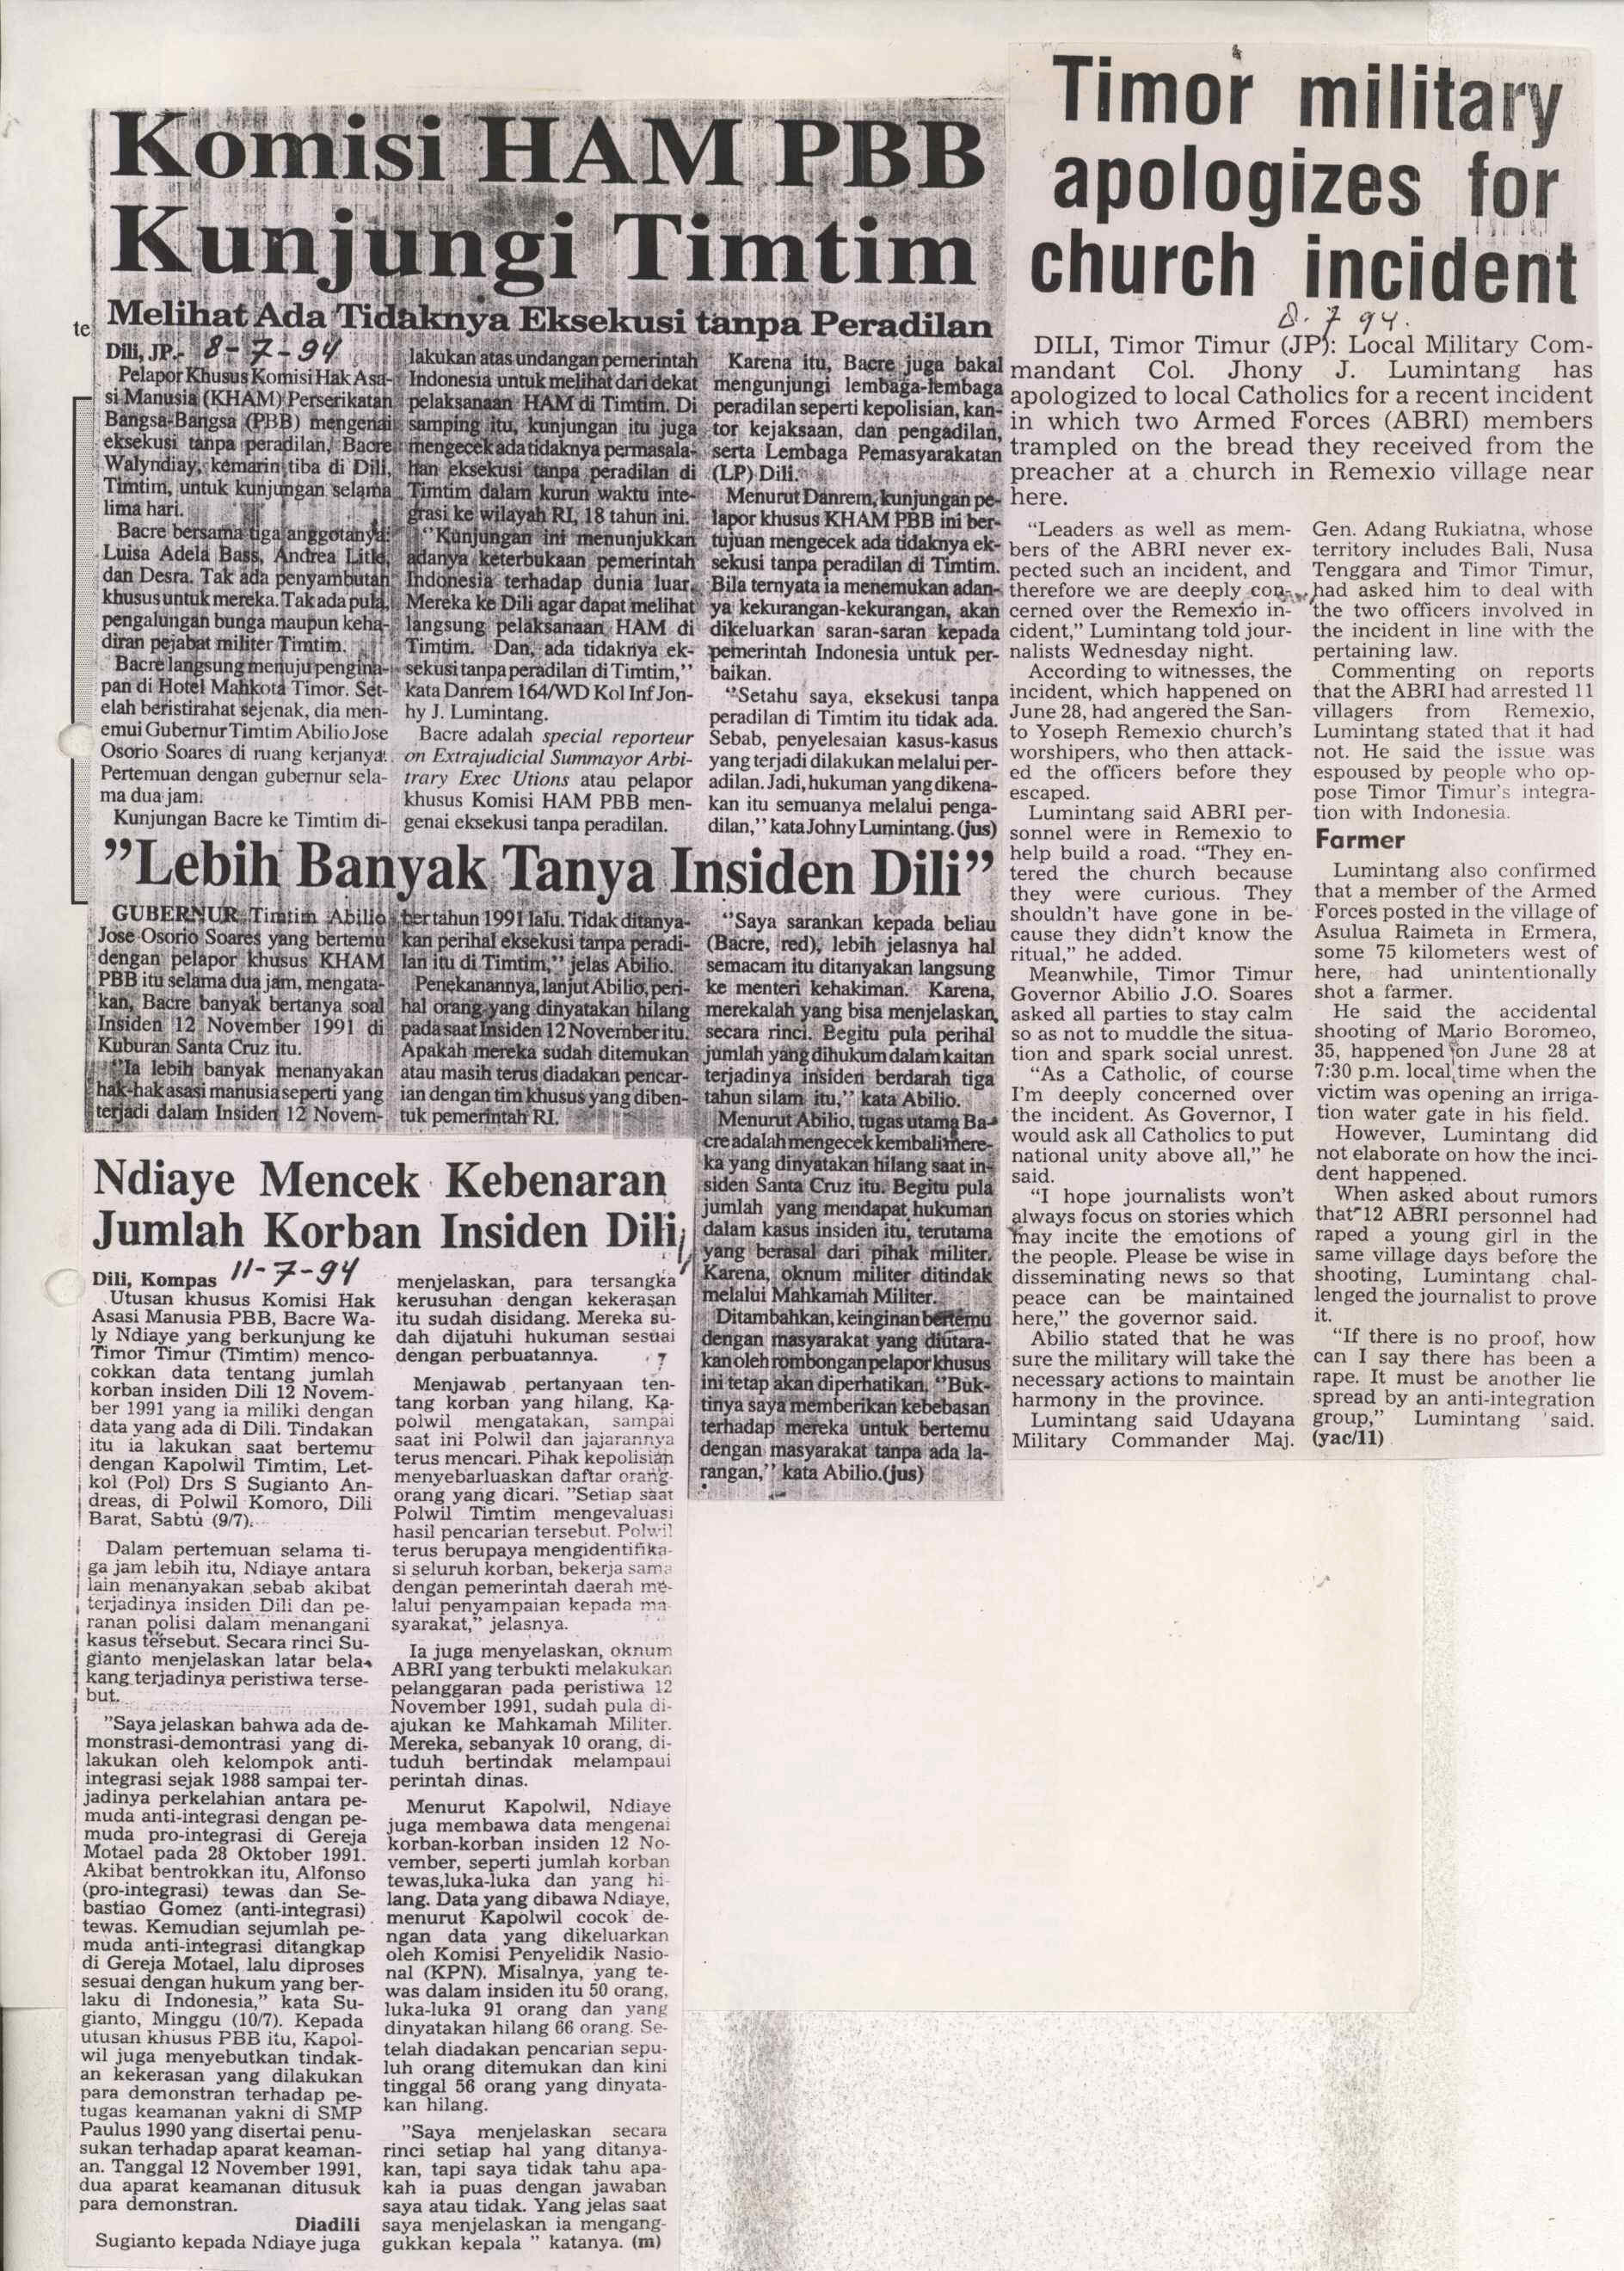 Komisi HAM PBB
Kunjungi Timtim
te
Melihat Ada Tidaknya Eksekusi tanpa Peradilan
Dili, JP.- 8-7-94
Pelapor Khusus Komisi Hak Asa-
si Manusia (KHAM) Perserikatan
Bangsa-Bangsa (PBB) mengenai
eksekusi tanpa peradilan, Bacre
Walyndiay, kemarin tiba di Dili,
Timtim, untuk kunjungan selama
lima hari.
Bacre bersama tiga anggotanya:
Luisa Adela Bass, Andrea Litle,
dan Desra. Tak ada penyambutan
khusus untuk mereka. Tak ada pula,
pengalungan bunga maupun keha-
diran pejabat militer Timtim.
Bacre langsung menuju pengina-
pan di Hotel Mahkota Timor. Set-
elah beristirahat sejenak, dia men-
emui Gubernur Timtim Abilio Jose
Osorio Soares di ruang kerjanya.
Pertemuan dengan gubernur sela-
ma dua jam.
Kunjungan Bacre ke Timtim di-
lakukan atas undangan pemerintah
Indonesia untuk melihat dari dekat
pelaksanaan HAM di Timtim. Di
samping itu, kunjungan itu juga
mengecek ada tidaknya permasala-
han eksekusi tanpa peradilan di
Timtim dalam kurun waktu inte-
grasi ke wilayah RI, 18 tahun ini.
"Kunjungan ini menunjukkan
adanya keterbukaan pemerintah
Indonesia terhadap dunia luar.
Mereka ke Dili agar dapat melihat
langsung pelaksanaan HAM di
Timtim. Dan, ada tidaknya ek-
sekusi tanpa peradilan di Timtim,"
kata Danrem 164/WD Kol Inf Jon-
hy J. Lumintang.
Bacre adalah special reporteur
on Extrajudicial Summayor Arbi-
trary Exec Utions atau pelapor
khusus Komisi HAM PBB men-
genai eksekusi tanpa peradilan.
Karena itu, Bacre juga bakal
mengunjungi lembaga-lembaga
peradilan seperti kepolisian, kan-
tor kejaksaan, dan pengadilan,
serta Lembaga Pemasyarakatan
(LP) Dili.
Menurut Danrem, kunjungan pe-
lapor khusus KHAM PBB ini ber-
tujuan mengecek ada tidaknya ek-
sekusi tanpa peradilan di Timtim.
Bila ternyata ia menemukan adan-
ya kekurangan-kekurangan, akan
dikeluarkan saran-saran kepada
pemerintah Indonesia untuk per-
baikan.
"Setahu saya, eksekusi tanpa
peradilan di Timtim itu tidak ada.
Sebab, penyelesaian kasus-kasus
yang terjadi dilakukan melalui per-
adilan. Jadi, hukuman yang dikena-
kan itu semuanya melalui penga-
dilan," kata Johny Lumintang. (jus)
"Lebih Banyak Tanya Insiden Dili"
GUBERNUR Timtim Abilio
Jose Osorio Soares yang bertemu
dengan pelapor khusus KHAM
PBB itu selama dua jam, mengata-
kan, Bacre banyak bertanya soal
Insiden 12 November 1991 di
Kuburan Santa Cruz itu.
"Ia lebih banyak menanyakan
hak-hak asasi manusia seperti yang
terjadi dalam Insiden 12 Novem-
ber tahun 1991 lalu. Tidak ditanya-
kan perihal eksekusi tanpa peradi-
lan itu di Timtim," jelas Abilio.
Penekanannya, lanjut Abilio, peri-
hal orang yang dinyatakan hilang
pada saat Insiden 12 November itu.
Apakah mereka sudah ditemukan
atau masih terus diadakan pencar-
ian dengan tim khusus yang diben-
tuk pemerintah RI.
"Saya sarankan kepada beliau
(Bacre, red), lebih jelasnya hal
semacam itu ditanyakan langsung
ke menteri kehakiman. Karena,
merekalah yang bisa menjelaskan
secara rinci. Begitu pula perihal
jumlah yang dihukum dalam kaitan
terjadinya insiden berdarah tiga
tahun silam itu," kata Abilio.
Menurut Abilio, tugas utama Ba-
cre adalah mengecek kembali mere-
ka yang dinyatakan hilang saat in-
siden Santa Cruz itu. Begitu pula
jumlah yang mendapat hukuman
dalam kasus insiden itu, terutama
yang berasal dari pihak militer.
Karena, oknum militer ditindak
melalui Mahkamah Militer.
Ditambahkan, keinginan bertemu
dengan masyarakat yang diutara-
kan oleh rombongan pelapor khusus
ini tetap akan diperhatikan. "Buk-
tinya saya memberikan kebebasan
terhadap mereka untuk bertemu
dengan masyarakat tanpa ada la-
rangan," kata Abilio.(jus)
Ndiaye Mencek Kebenaran
Jumlah Korban Insiden Dili
Dili, Kompas 11-7-94
Utusan khusus Komisi Hak
Asasi Manusia PBB, Bacre Wa-
ly Ndiaye yang berkunjung ke
Timor Timur (Timtim) menco-
cokkan data tentang jumlah
korban insiden Dili 12 Novem-
ber 1991 yang ia miliki dengan
data yang ada di Dili. Tindakan
itu ia lakukan saat bertemu
dengan Kapolwil Timtim, Let-
kol (Pol) Drs S Sugianto An-
dreas, di Polwil Komoro, Dili
Barat, Sabtu (9/7).
Dalam pertemuan selama ti-
ga jam lebih itu, Ndiaye antara
lain menanyakan sebab akibat
terjadinya insiden Dili dan pe-
ranan polisi dalam menangani
kasus tersebut. Secara rinci Su-
gianto menjelaskan latar bela-
kang terjadinya peristiwa terse-
but.
"Saya jelaskan bahwa ada de-
monstrasi-demontrasi yang di-
lakukan oleh kelompok anti-
integrasi sejak 1988 sampai ter-
jadinya perkelahian antara pe-
muda anti-integrasi dengan pe-
muda pro-integrasi di Gereja
Motael pada 28 Oktober 1991.
Akibat bentrokkan itu, Alfonso
(pro-integrasi) tewas dan Se-
bastiao Gomez (anti-integrasi)
tewas. Kemudian sejumlah pe-
muda anti-integrasi ditangkap
di Gereja Motael, lalu diproses
sesuai dengan hukum yang ber-
laku di Indonesia," kata Su-
gianto, Minggu (10/7). Kepada
utusan khusus PBB itu, Kapol-
wil juga menyebutkan tindak-
an kekerasan yang dilakukan
para demonstran terhadap pe-
tugas keamanan yakni di SMP
Paulus 1990 yang disertai penu-
sukan terhadap aparat keaman-
an. Tanggal 12 November 1991,
dua aparat keamanan ditusuk
para demonstran.
Diadili
Sugianto kepada Ndiaye juga
menjelaskan, para tersangka
kerusuhan dengan kekerasan
itu sudah disidang. Mereka su-
dah dijatuhi hukuman sesuai
dengan perbuatannya.
Menjawab pertanyaan ten-
tang korban yang hilang, Ka-
polwil mengatakan, sampai
saat ini Polwil dan jajarannya
terus mencari. Pihak kepolisian
menyebarluaskan daftar orang-
orang yang dicari. "Setiap saat
Polwil Timtim mengevaluasi
hasil pencarian tersebut. Polwil
terus berupaya mengidentifika-
si seluruh korban, bekerja sama
dengan pemerintah daerah me-
lalui penyampaian kepada ma-
syarakat," jelasnya.
Ia juga menyelaskan, oknum
ABRI yang terbukti melakukan
pelanggaran pada peristiwa 12
November 1991, sudah pula di-
ajukan ke Mahkamah Militer.
Mereka, sebanyak 10 orang, di-
tuduh bertindak melampaui
perintah dinas.
Menurut Kapolwil, Ndiaye
juga membawa data mengenai
korban-korban insiden 12 No-
vember, seperti jumlah korban
tewas,luka-luka dan yang hi-
lang. Data yang dibawa Ndiaye,
menurut Kapolwil cocok de-
ngan data yang dikeluarkan
oleh Komisi Penyelidik Nasio-
nal (KPN). Misalnya, yang te-
was dalam insiden itu 50 orang,
luka-luka 91 orang dan yang
dinyatakan hilang 66 orang. Se-
telah diadakan pencarian sepu-
luh orang ditemukan dan kini
tinggal 56 orang yang dinyata-
kan hilang.
"Saya menjelaskan secara
rinci setiap hal yang ditanya-
kan, tapi saya tidak tahu apa-
kah ia puas dengan jawaban
saya atau tidak. Yang jelas saat
saya menjelaskan ia mengang-
gukkan kepala " katanya. (m)
Timor military
apologizes for
church incident
8.7 94.
DILI, Timor Timur (JP): Local Military Com-
mandant Col. Jhony J. Lumintang has
apologized to local Catholics for a recent incident
in which two Armed Forces (ABRI) members
trampled on the bread they received from the
preacher at a church in Remexio village near
here.
"Leaders as well as mem-
bers of the ABRI never ex-
pected such an incident, and
therefore we are deeply con-
cerned over the Remexio in-
cident," Lumintang told jour-
nalists Wednesday night.
According to witnesses, the
incident, which happened on
June 28, had angered the San-
to Yoseph Remexio church's
worshipers, who then attack-
ed the officers before they
escaped.
Lumintang said ABRI per-
sonnel were in Remexio to
help build a road. "They en-
tered the church because
they were curious. They
shouldn't have gone in be-
cause they didn't know the
ritual," he added.
Meanwhile, Timor Timur
Governor Abilio J.O. Soares
asked all parties to stay calm
so as not to muddle the situa-
tion and spark social unrest.
"As a Catholic, of course
I'm deeply concerned over
the incident. As Governor, I
would ask all Catholics to put
national unity above all," he
said.
"I hope journalists won't
always focus on stories which
may incite the emotions of
the people. Please be wise in
disseminating news so that
peace can be maintained
here," the governor said.
Abilio stated that he was
sure the military will take the
necessary actions to maintain
harmony in the province.
Lumintang said Udayana
Military Commander Maj.
Gen. Adang Rukiatna, whose
territory includes Bali, Nusa
Tenggara and Timor Timur,
had asked him to deal with
the two officers involved in
the incident in line with the
pertaining law.
Commenting on reports
that the ABRI had arrested 11
villagers from Remexio,
Lumintang stated that it had
not. He said the issue was
espoused by people who op-
pose Timor Timur's integra-
tion with Indonesia.
Farmer
Lumintang also confirmed
that a member of the Armed
Forces posted in the village of
Asulua Raimeta in Ermera,
some 75 kilometers west of
here, had unintentionally
shot a farmer.
He said the accidental
shooting of Mario Boromeo,
35, happened on June 28 at
7:30 p.m. local time when the
victim was opening an irriga-
tion water gate in his field.
However, Lumintang did
not elaborate on how the inci-
dent happened.
When asked about rumors
that 12 ABRI personnel had
raped a young girl in the
same village days before the
shooting, Lumintang chal-
lenged the journalist to prove
it.
"If there is no proof, how
can I say there has been a
rape. It must be another lie
spread by an anti-integration
group," Lumintang said.
(yac/11)